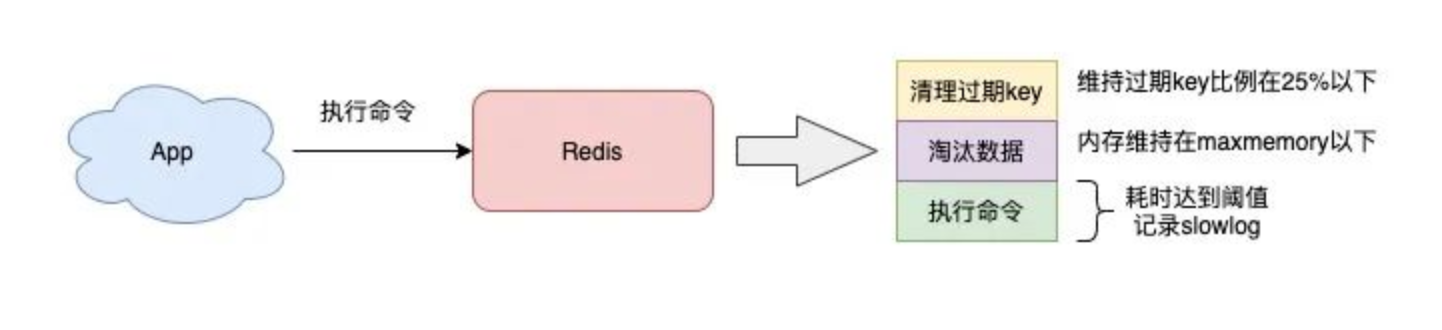 App
执行命令
Redis
清理过期key
维持过期key比例在25%以下
淘汰数据
内存维持在maxmemory以下
执行命令
耗时达到阈值
记录slowlog